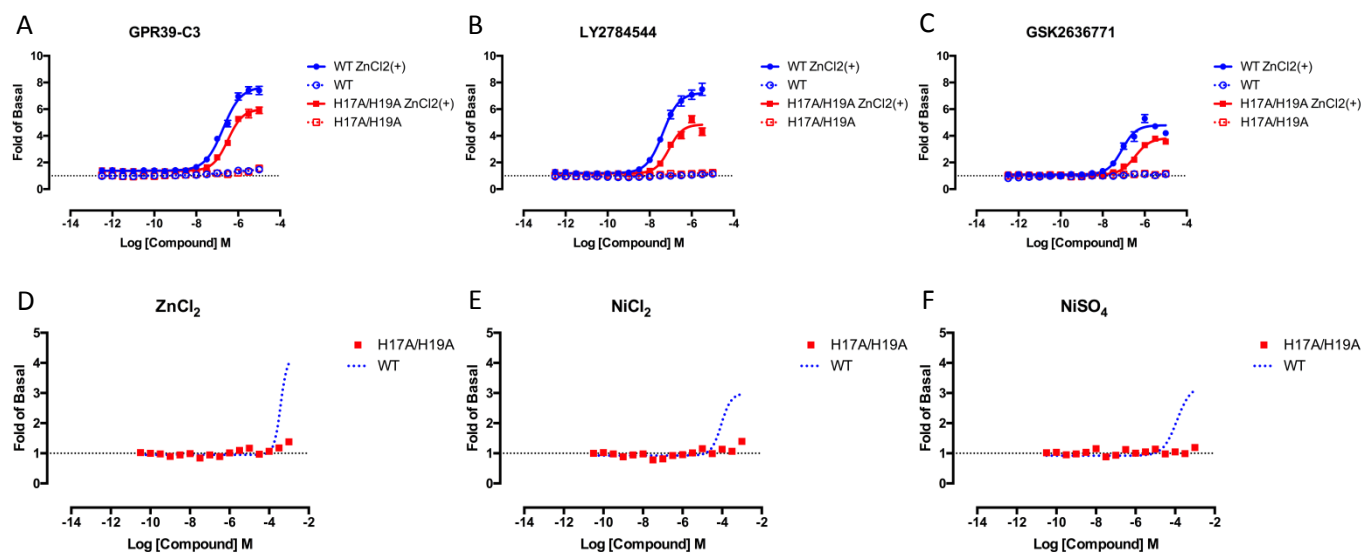 A
GPR39-C3
10
8
6
4
2
0
Fold of Basal
-14 -12 -10 -8 -6 -4
Log [Compound] M
WT ZnCl2(+)
WT
H17A/H19A ZnCl2(+)
H17A/H19A
B
LY2784544
10
8
6
4
2
0
Fold of Basal
-14 -12 -10 -8 -6 -4
Log [Compound] M
WT ZnCl2(+)
WT
H17A/H19A ZnCl2(+)
H17A/H19A
C
GSK2636771
10
8
6
4
2
0
Fold of Basal
-14 -12 -10 -8 -6 -4
Log [Compound] M
WT ZnCl2(+)
WT
H17A/H19A ZnCl2(+)
H17A/H19A
D
ZnCl₂
5
4
3
2
1
0
Fold of Basal
-14 -12 -10 -8 -6 -4 -2
Log [Compound] M
H17A/H19A
WT
E
NiCl₂
5
4
3
2
1
0
Fold of Basal
-14 -12 -10 -8 -6 -4 -2
Log [Compound] M
H17A/H19A
WT
F
NiSO₄
5
4
3
2
1
0
Fold of Basal
-14 -12 -10 -8 -6 -4 -2
Log [Compound] M
H17A/H19A
WT